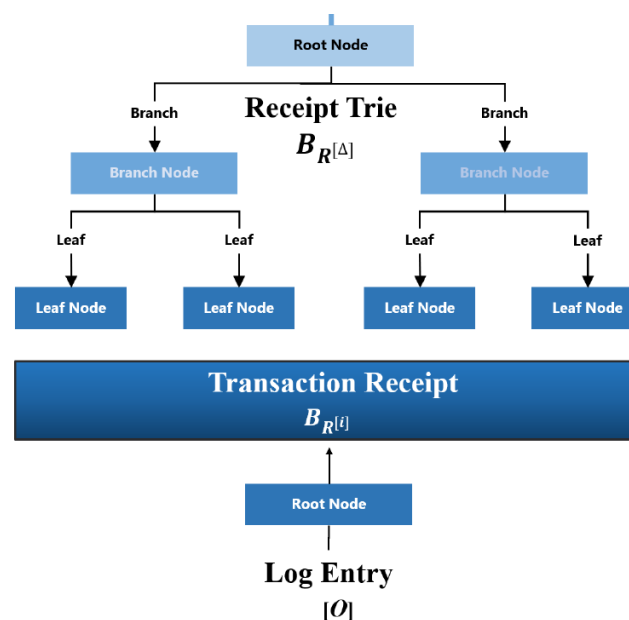 Root Node
Branch Receipt Trie Branch
B_R[Δ]
Branch Node Branch Node
Leaf Leaf Leaf Leaf
Leaf Node Leaf Node Leaf Node Leaf Node
Transaction Receipt
B_R[i]
Root Node
Log Entry
[O]